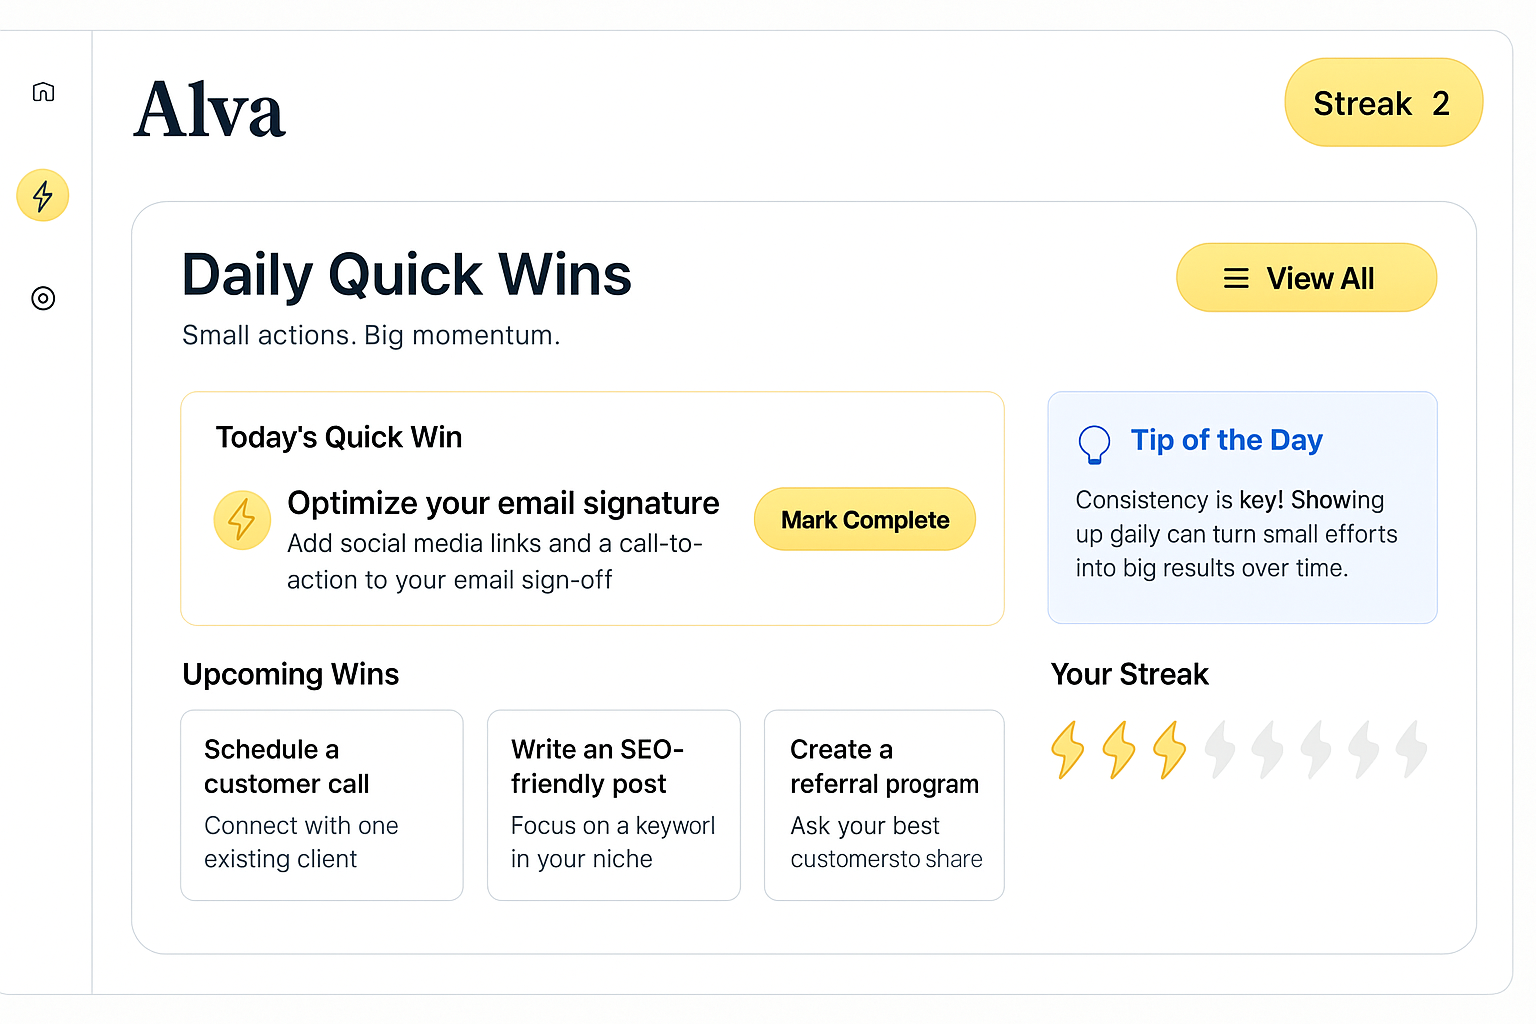 Alva
Streak 2
Daily Quick Wins
View All
Small actions. Big momentum.
Today's Quick Win
Optimize your email signature
Add social media links and a call-to-
action to your email sign-off
Mark Complete
Tip of the Day
Consistency is key! Showing
up gaily can turn small efforts
into big results over time.
Upcoming Wins
Schedule a
customer call
Connect with one
existing client
Write an SEO-
friendly post
Focus on a keyworl
in your niche
Create a
referral program
Ask your best
customersto share
Your Streak